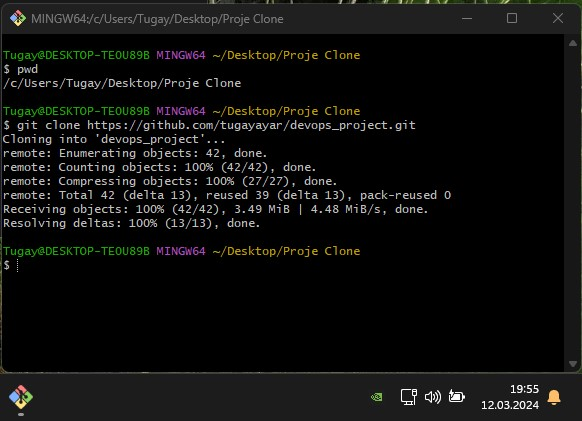 MINGW64:/c/Users/Tugay/Desktop/Proje Clone
Tugay@DESKTOP-TEOU89B MINGW64 ~/Desktop/Proje Clone
$ pwd
/c/Users/Tugay/Desktop/Proje Clone
Tugay@DESKTOP-TEOU89B MINGW64 ~/Desktop/Proje Clone
$ git clone https://github.com/tugayayar/devops_project.git
Cloning into 'devops_project'...
remote: Enumerating objects: 42, done.
remote: Counting objects: 100% (42/42), done.
remote: Compressing objects: 100% (27/27), done.
remote: Total 42 (delta 13), reused 39 (delta 13), pack-reused 0
Receiving objects: 100% (42/42), 3.49 MiB | 4.48 MiB/s, done.
Resolving deltas: 100% (13/13), done.
Tugay@DESKTOP-TEOU89B MINGW64 ~/Desktop/Proje Clone
$
19:55
12.03.2024